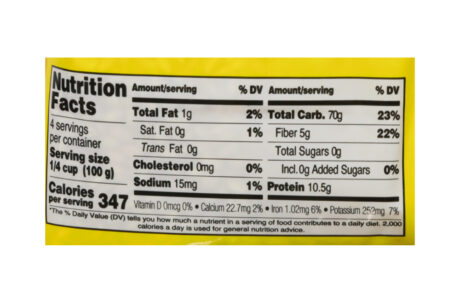 Nutrition Facts
4 servings
per container
Serving size
1/4 cup (100 g)
Calories
per serving 347
Amount/serving % DV
Total Fat 1g 2%
Sat. Fat 0g 1%
Trans Fat 0g
Cholesterol 0mg 0%
Sodium 15mg 1%
Amount/serving % DV
Total Carb. 70g 23%
Fiber 5g 22%
Total Sugars 0g
Incl.0g Added Sugars 0%
Protein 10.5g
Vitamin D 0mcg 0% • Calcium 22.7mg 2% • Iron 1.02mg 6% • Potassium 252mg 7%
*The % Daily Value (DV) tells you how much a nutrient in a serving of food contributes to a daily diet. 2,000
calories a day is used for general nutrition advice.